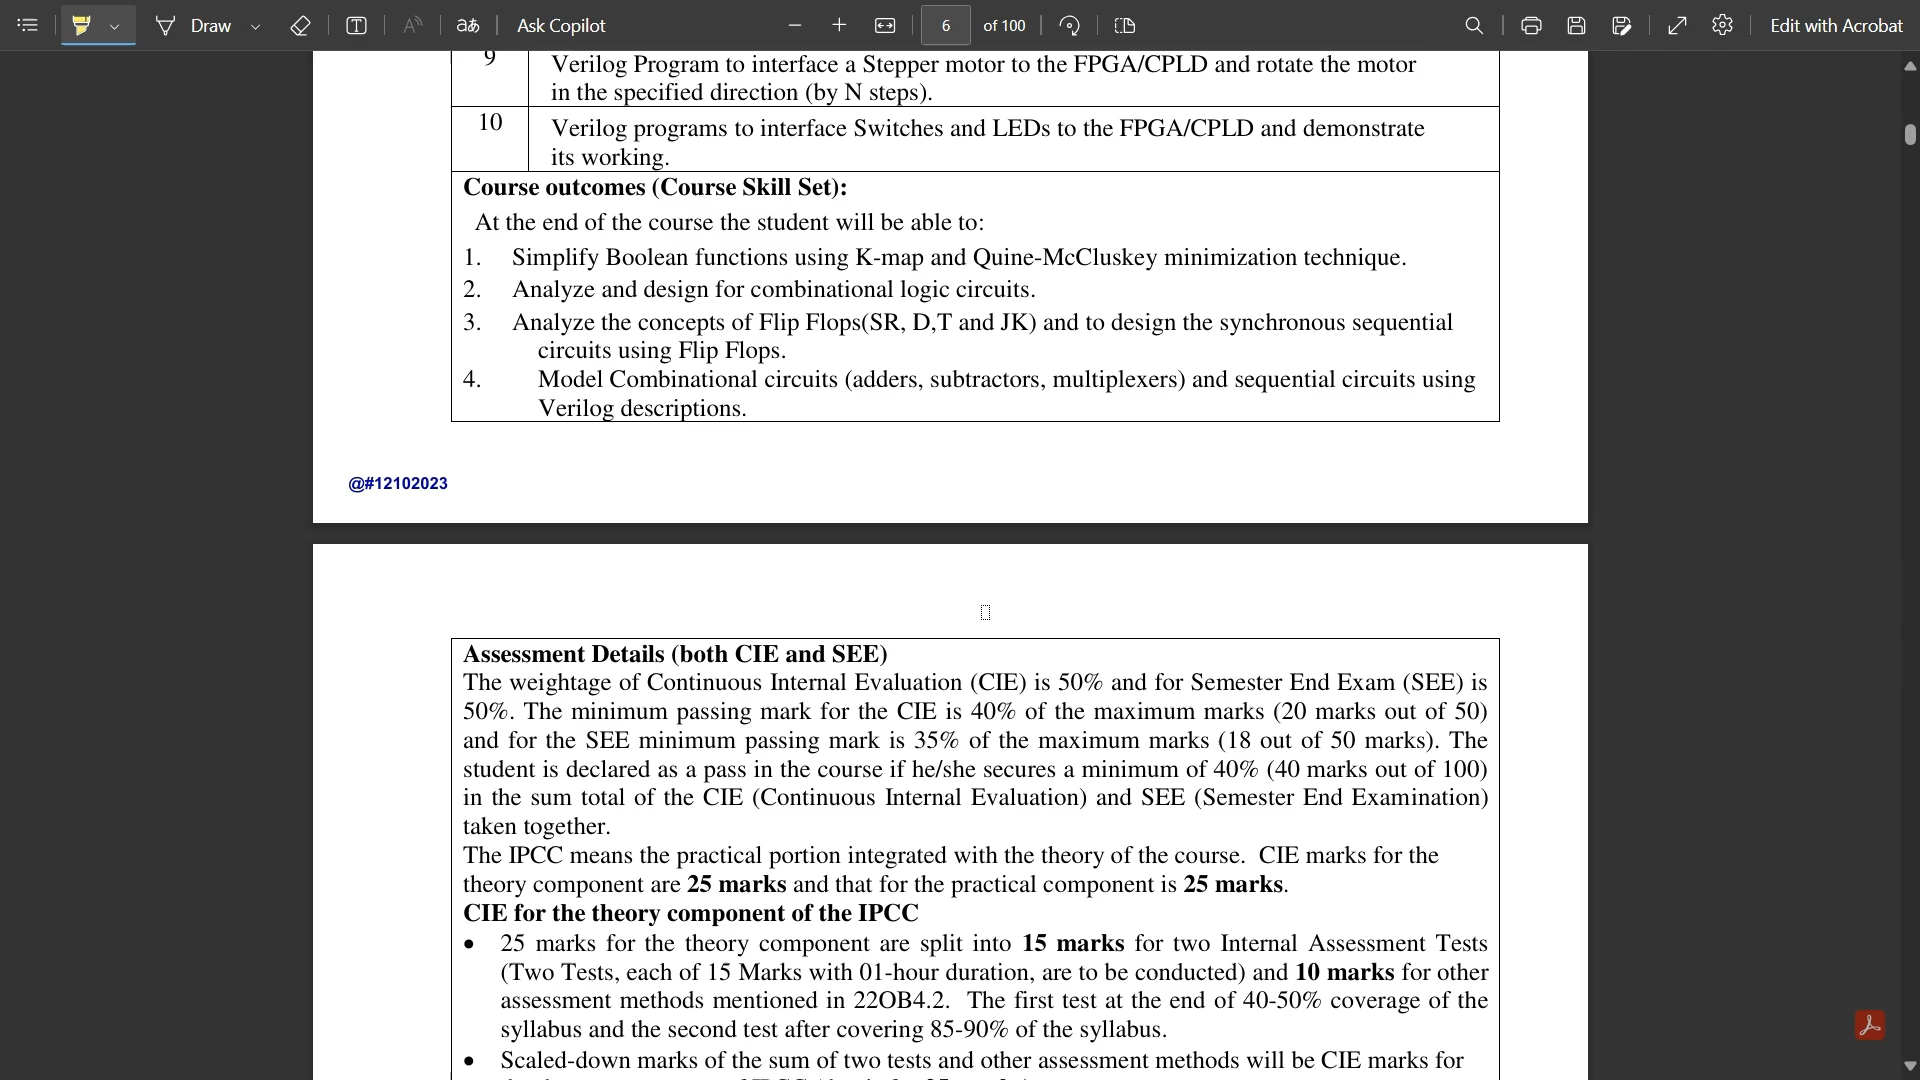 Draw
Ask Copilot
6 of 100
Edit with Acrobat
9 Verilog Program to interface a Stepper motor to the FPGA/CPLD and rotate the motor
in the specified direction (by N steps).
10 Verilog programs to interface Switches and LEDs to the FPGA/CPLD and demonstrate
its working.
Course outcomes (Course Skill Set):
At the end of the course the student will be able to:
1. Simplify Boolean functions using K-map and Quine-McCluskey minimization technique.
2. Analyze and design for combinational logic circuits.
3. Analyze the concepts of Flip Flops(SR, D,T and JK) and to design the synchronous sequential
circuits using Flip Flops.
4. Model Combinational circuits (adders, subtractors, multiplexers) and sequential circuits using
Verilog descriptions.
@#12102023
Assessment Details (both CIE and SEE)
The weightage of Continuous Internal Evaluation (CIE) is 50% and for Semester End Exam (SEE) is
50%. The minimum passing mark for the CIE is 40% of the maximum marks (20 marks out of 50)
and for the SEE minimum passing mark is 35% of the maximum marks (18 out of 50 marks). The
student is declared as a pass in the course if he/she secures a minimum of 40% (40 marks out of 100)
in the sum total of the CIE (Continuous Internal Evaluation) and SEE (Semester End Examination)
taken together.
The IPCC means the practical portion integrated with the theory of the course. CIE marks for the
theory component are 25 marks and that for the practical component is 25 marks.
CIE for the theory component of the IPCC
• 25 marks for the theory component are split into 15 marks for two Internal Assessment Tests
(Two Tests, each of 15 Marks with 01-hour duration, are to be conducted) and 10 marks for other
assessment methods mentioned in 22OB4.2. The first test at the end of 40-50% coverage of the
syllabus and the second test after covering 85-90% of the syllabus.
• Scaled-down marks of the sum of two tests and other assessment methods will be CIE marks for